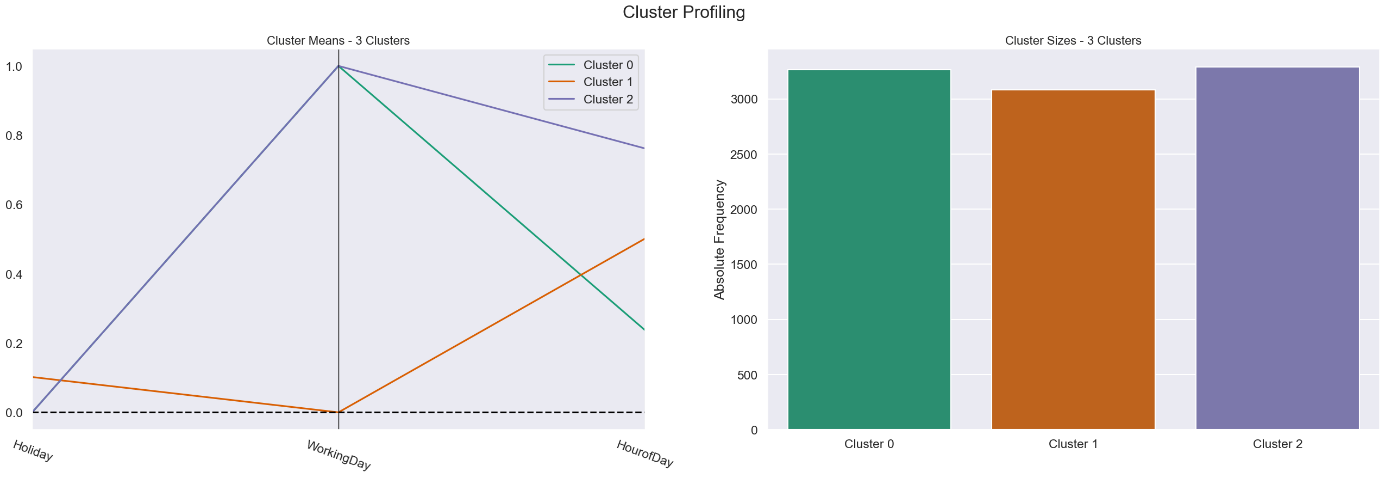 Cluster Profiling
Cluster Means - 3 Clusters
1.0
0.8
0.6
0.4
0.2
0.0
Holiday
WorkingDay
HourofDay
Cluster 0
Cluster 1
Cluster 2
Cluster Sizes - 3 Clusters
Absolute Frequency
3000
2500
2000
1500
1000
500
0
Cluster 0
Cluster 1
Cluster 2